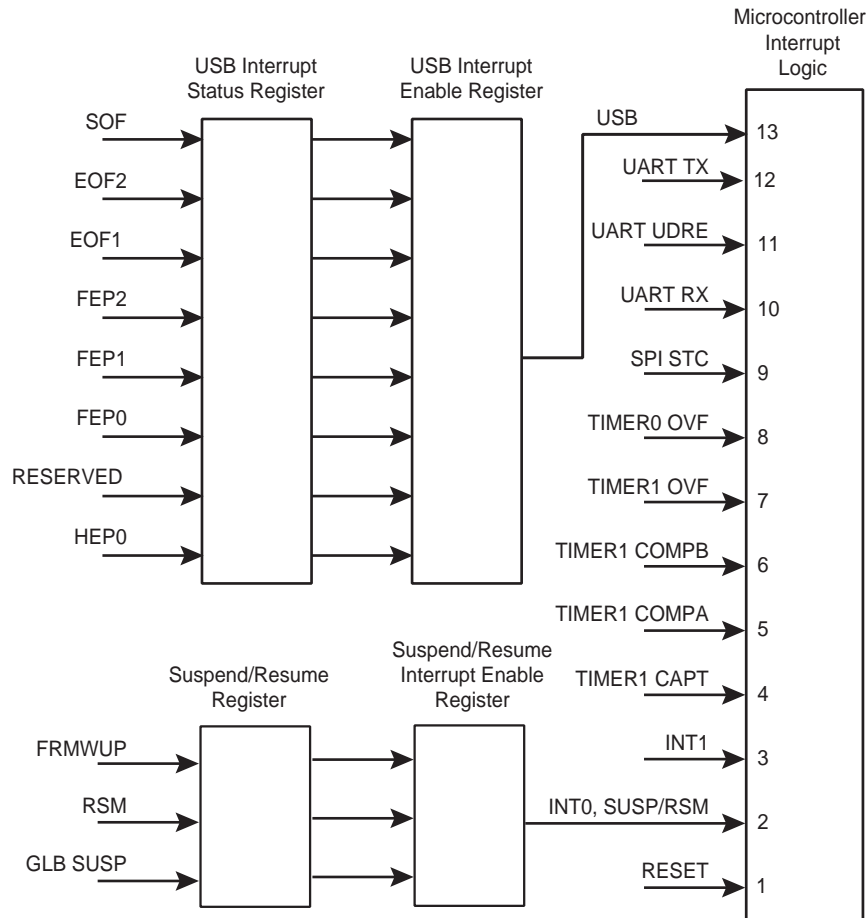 Microcontroller
Interrupt
Logic
USB Interrupt
Status Register
USB Interrupt
Enable Register
SOF
EOF2
EOF1
FEP2
FEP1
FEP0
RESERVED
HEP0
USB
13
UART TX
12
UART UDRE
11
UART RX
10
SPI STC
9
TIMER0 OVF
8
TIMER1 OVF
7
TIMER1 COMPB
6
TIMER1 COMPA
5
TIMER1 CAPT
4
INT1
3
INT0, SUSP/RSM
2
RESET
1
Suspend/Resume
Register
Suspend/Resume
Interrupt Enable
Register
FRMWUP
RSM
GLB SUSP